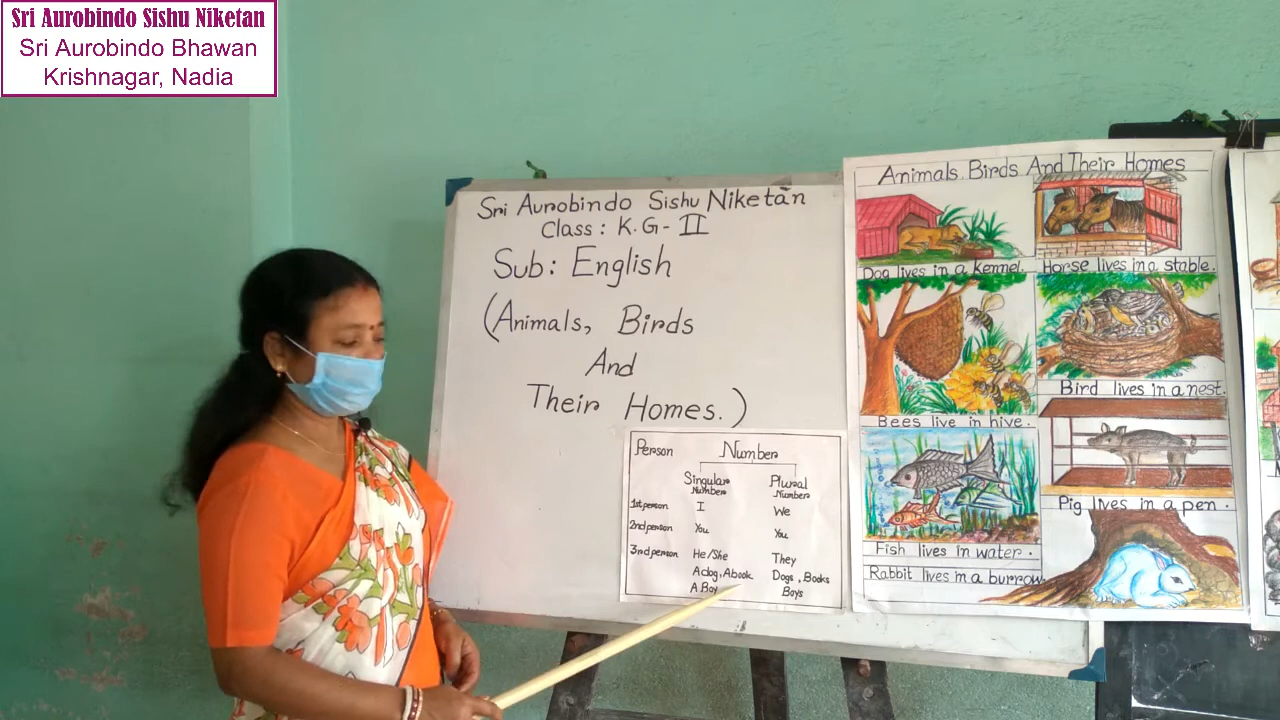 Sri Aurobindo Sishu Niketan
Sri Aurobindo Bhawan
Krishnagar, Nadia
Sri Aurobindo Sishu Niketan
Class: K.G-II
Sub: English
(Animals, Birds
And
Their Homes.)
Person Number
Singular Number Plural Number
1st person I We
2nd person You You
3rd person He/She They
A dog, A book Dogs, Books
A Boy Boys
Animals, Birds And Their Homes
Dog lives in a kennel.
Horse lives in a stable.
Bees live in hive.
Bird lives in a nest.
Fish lives in water.
Pig lives in a pen.
Rabbit lives in a burrow.